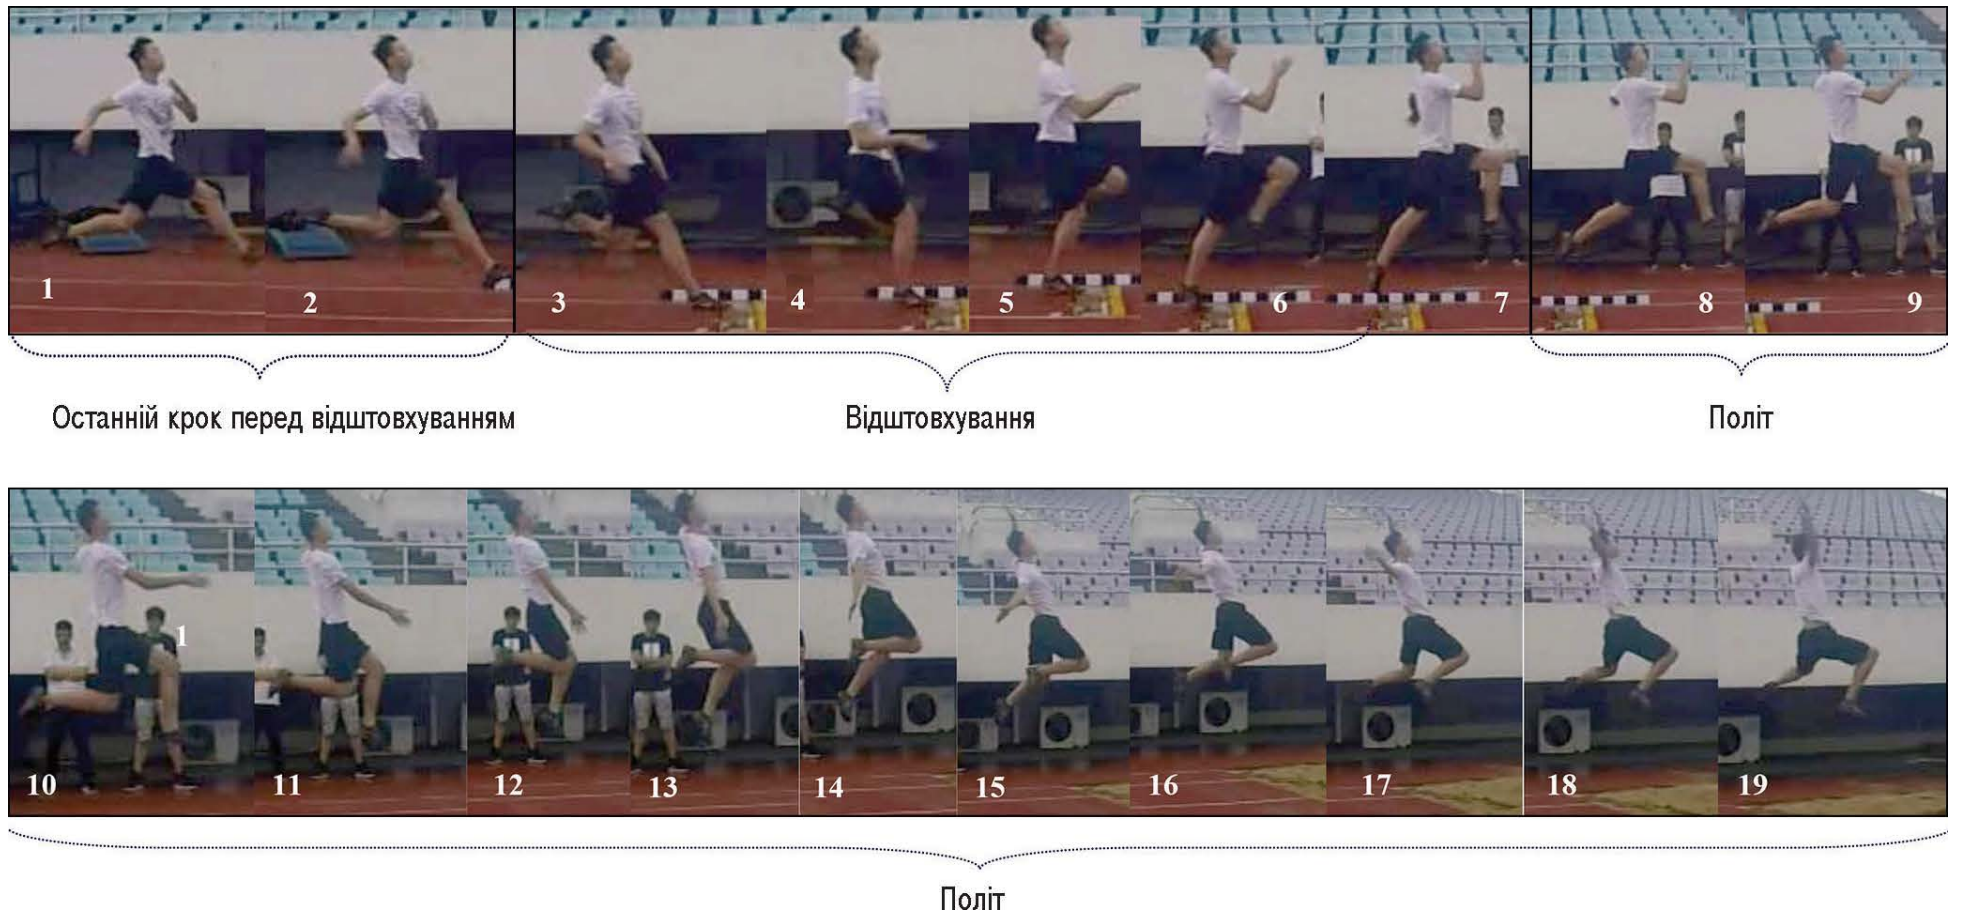 1 2 3 4 5 6 7 8 9
Останній крок перед відштовхуванням
Відштовхування
Політ
1
10 11 12 13 14 15 16 17 18 19
Політ